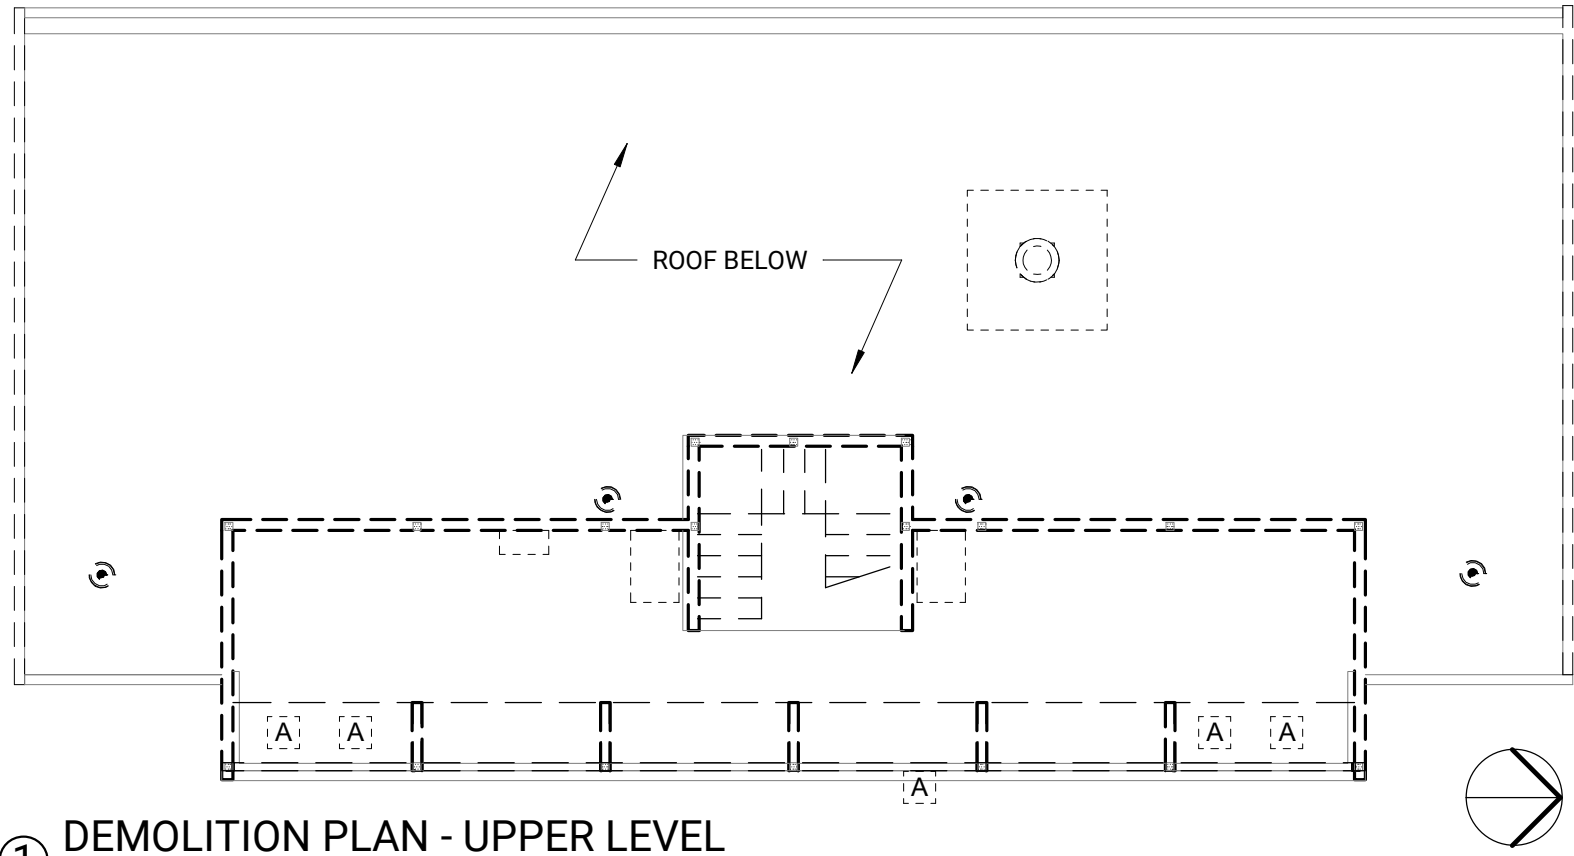 ROOF BELOW
A A A A
A
DEMOLITION PLAN - UPPER LEVEL
1